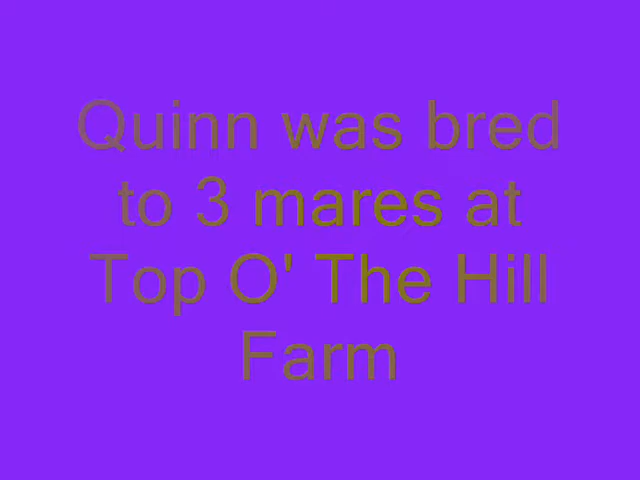 Quinn was bred
to 3 mares at
Top O' The Hill
Farm